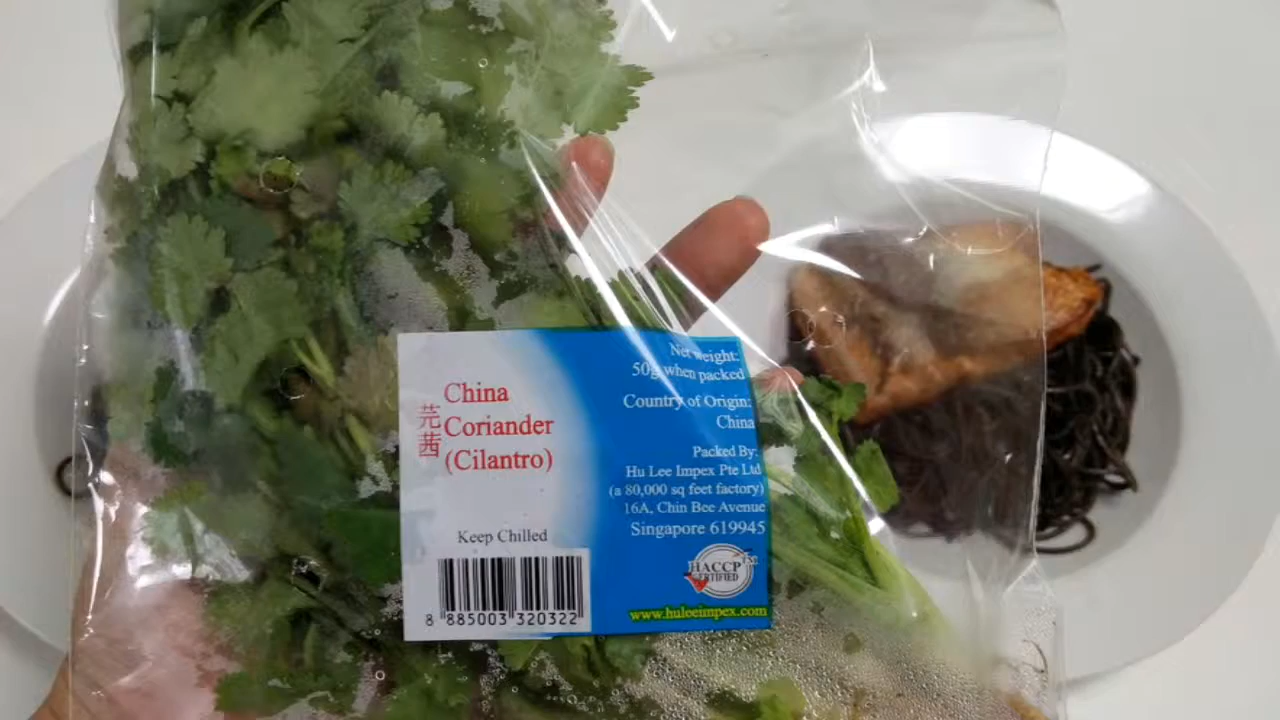 China
芫 Coriander
茜 (Cilantro)
Keep Chilled
8 885003 320322
Net weight:
50g when packed
Country of Origin:
China
Packed By:
Hu Lee Impex Pte Ltd
(a 80,000 sq feet factory)
16A, Chin Bee Avenue
Singapore 619945
HACCP
CERTIFIED
www.huleeimpex.com